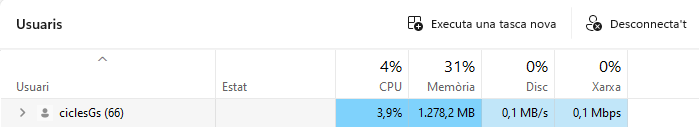 Usuaris Executa una tasca nova Desconnecta't
4% 31% 0% 0%
Usuari Estat CPU Memòria Disc Xarxa
ciclesGs (66) 3,9% 1.278,2 MB 0,1 MB/s 0,1 Mbps